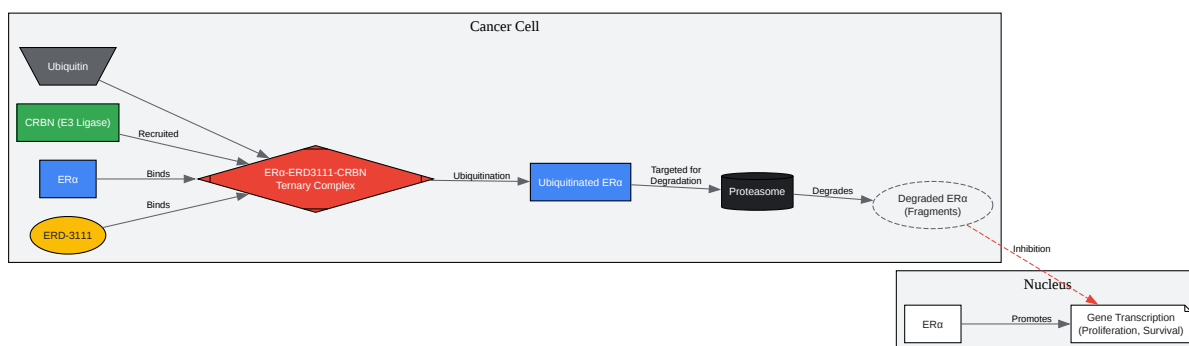 Cancer Cell
Ubiquitin
CRBN (E3 Ligase)
Recruited
ERα
Binds
ERD-3111
Binds
ERα-ERD3111-CRBN
Ternary Complex
Ubiquitination
Ubiquitinated ERα
Targeted for
Degradation
Proteasome
Degrades
Degraded ERα
(Fragments)
Inhibition
Nucleus
ERα
Promotes
Gene Transcription
(Proliferation, Survival)